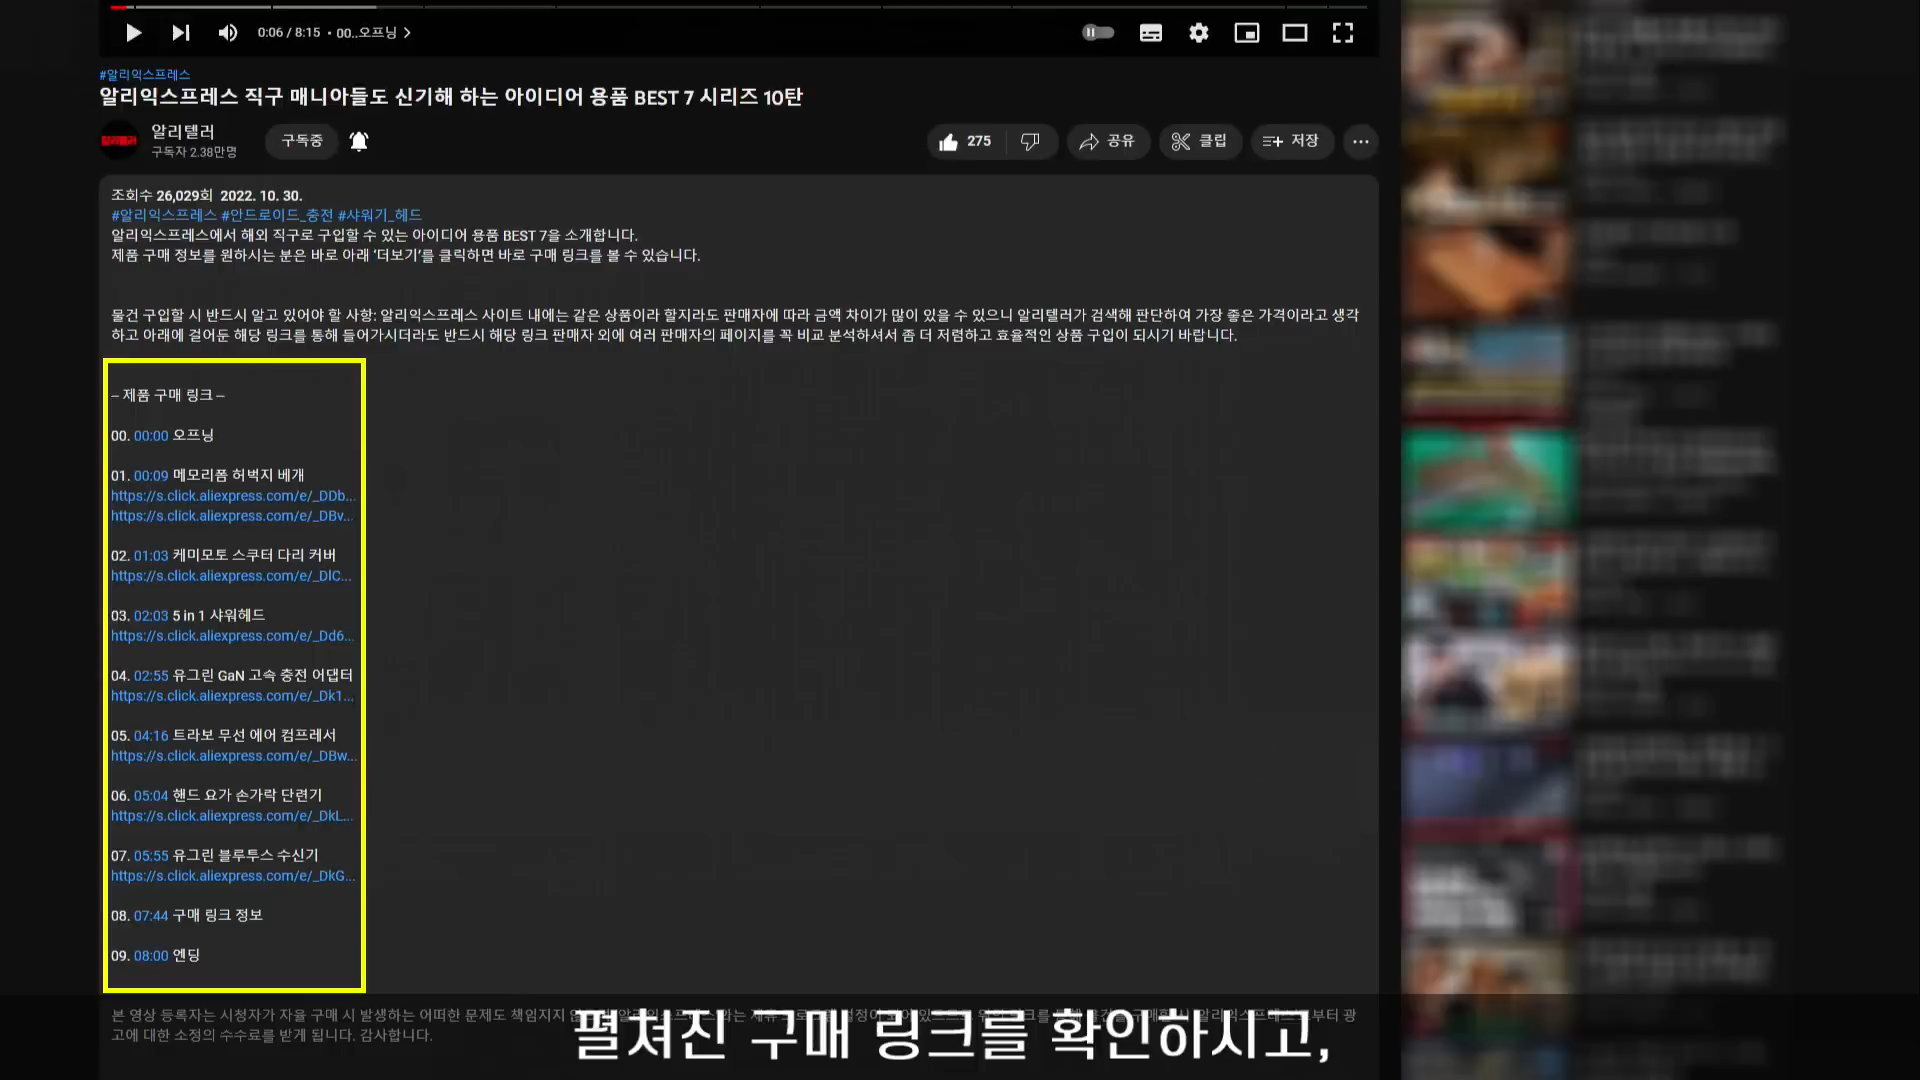 0:06 / 8:15 • 00..오프닝
#알리익스프레스
알리익스프레스 직구 매니아들도 신기해 하는 아이디어 용품 BEST 7 시리즈 10탄
알리텔러
구독자 2.38만명
구독중
275
공유
클립
저장
조회수 26,029회 2022. 10. 30.
#알리익스프레스 #안드로이드_충전 #샤워기_헤드
알리익스프레스에서 해외 직구로 구입할 수 있는 아이디어 용품 BEST 7을 소개합니다.
제품 구매 정보를 원하시는 분은 바로 아래 '더보기'를 클릭하면 바로 구매 링크를 볼 수 있습니다.
물건 구입할 시 반드시 알고 있어야 할 사항: 알리익스프레스 사이트 내에는 같은 상품이라 할지라도 판매자에 따라 금액 차이가 많이 있을 수 있으니 알리텔러가 검색해 판단하여 가장 좋은 가격이라고 생각
하고 아래에 걸어둔 해당 링크를 통해 들어가시더라도 반드시 해당 링크 판매자 외에 여러 판매자의 페이지를 꼭 비교 분석하셔서 좀 더 저렴하고 효율적인 상품 구입이 되시기 바랍니다.
– 제품 구매 링크 –
00. 00:00 오프닝
01. 00:09 메모리폼 허벅지 베개
https://s.click.aliexpress.com/e/_DDb...
https://s.click.aliexpress.com/e/_DBv...
02. 01:03 케미모토 스쿠터 다리 커버
https://s.click.aliexpress.com/e/_DlC...
03. 02:03 5 in 1 샤워헤드
https://s.click.aliexpress.com/e/_Dd6...
04. 02:55 유그린 GaN 고속 충전 어댑터
https://s.click.aliexpress.com/e/_Dk1...
05. 04:16 트라보 무선 에어 컴프레서
https://s.click.aliexpress.com/e/_DBw...
06. 05:04 핸드 요가 손가락 단련기
https://s.click.aliexpress.com/e/_DkL...
07. 05:55 유그린 블루투스 수신기
https://s.click.aliexpress.com/e/_DkG...
08. 07:44 구매 링크 정보
09. 08:00 엔딩
본 영상 등록자는 시청자가 자율 구매 시 발생하는 어떠한 문제도 책임지지
고에 대한 소정의 수수료를 받게 됩니다. 감사합니다.
펼쳐진 구매 링크를 확인하시고,